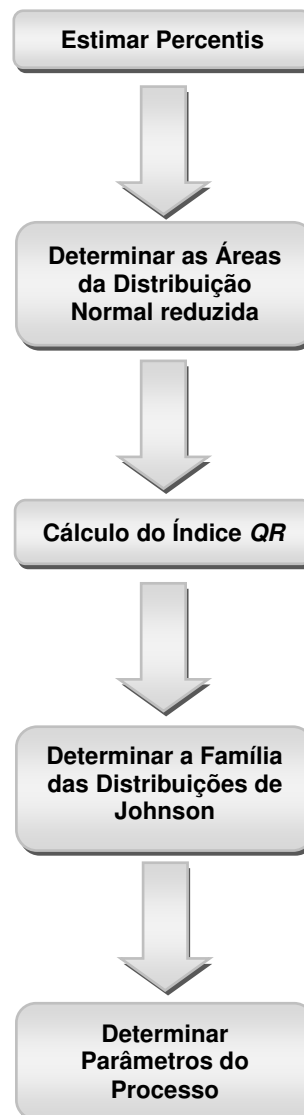 Estimar Percentis
Determinar as Áreas
da Distribuição
Normal reduzida
Cálculo do Índice QR
Determinar a Família
das Distribuições de
Johnson
Determinar
Parâmetros do
Processo